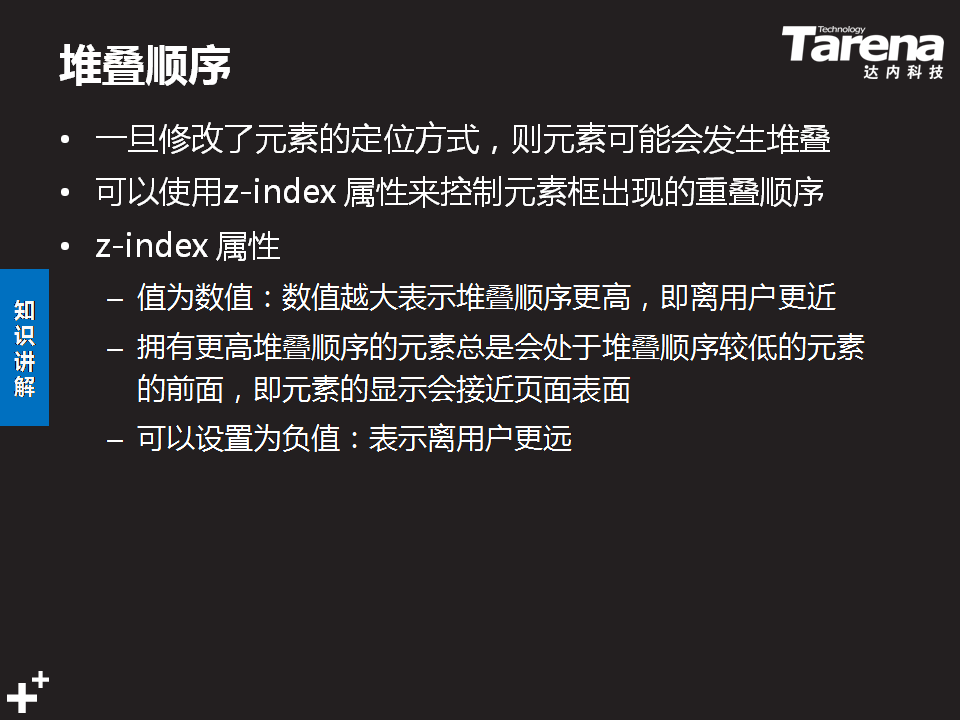 Technology
Tarena
达内科技
堆叠顺序
• 一旦修改了元素的定位方式，则元素可能会发生堆叠
• 可以使用z-index 属性来控制元素框出现的重叠顺序
• z-index 属性
– 值为数值：数值越大表示堆叠顺序更高，即离用户更近
– 拥有更高堆叠顺序的元素总是会处于堆叠顺序较低的元素
的前面，即元素的显示会接近页面表面
– 可以设置为负值：表示离用户更远
知
识
讲
解